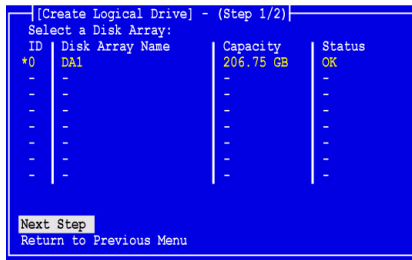 [Create Logical Drive] - (Step 1/2)
Select a Disk Array:
ID Disk Array Name Capacity Status
*0 DA1 206.75 GB OK
- - - -
- - - -
- - - -
- - - -
- - - -
- - - -
- - - -
Next Step
Return to Previous Menu